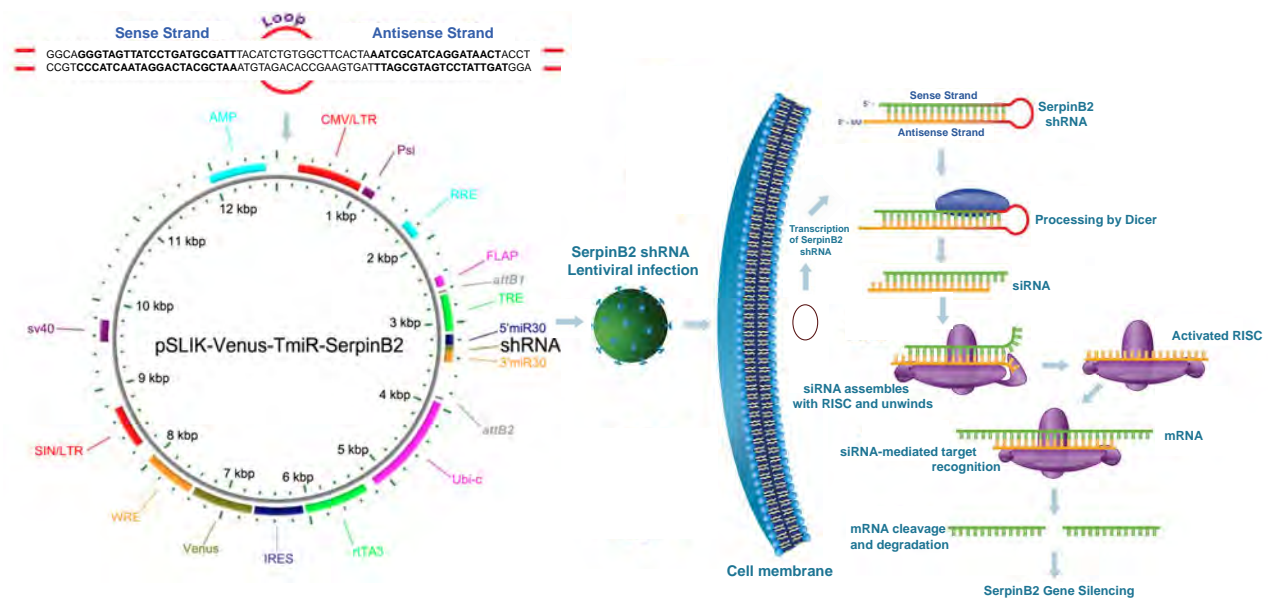 Loop
Sense Strand
Antisense Strand
GGCAGGGTAGTTATCCTGATGCGATTTACATCTGTGGCTTCACTAAATCGCATCAGGATAACTACCT
CCGTCCCATCAATAGGACTACGCTAAATGTAGACACCGAAGTGATTTAGCGTAGTCCTATTGATGGA
AMP
CMV/LTR
Psi
RRE
FLAP
attB1
TRE
5'miR30
shRNA
3'miR30
attB2
Ubi-c
rtTA3
IRES
Venus
WRE
SIN/LTR
sv40
12 kbp
1 kbp
2 kbp
3 kbp
4 kbp
5 kbp
6 kbp
7 kbp
8 kbp
9 kbp
10 kbp
11 kbp
pSLIK-Venus-TmiR-SerpinB2
SerpinB2 shRNA
Lentiviral infection
Cell membrane
Transcription
of SerpinB2
shRNA
Sense Strand
5' -
5' - UU
Antisense Strand
SerpinB2
shRNA
Processing by Dicer
siRNA
siRNA assembles
with RISC and unwinds
Activated RISC
mRNA
siRNA-mediated target
recognition
mRNA cleavage
and degradation
SerpinB2 Gene Silencing